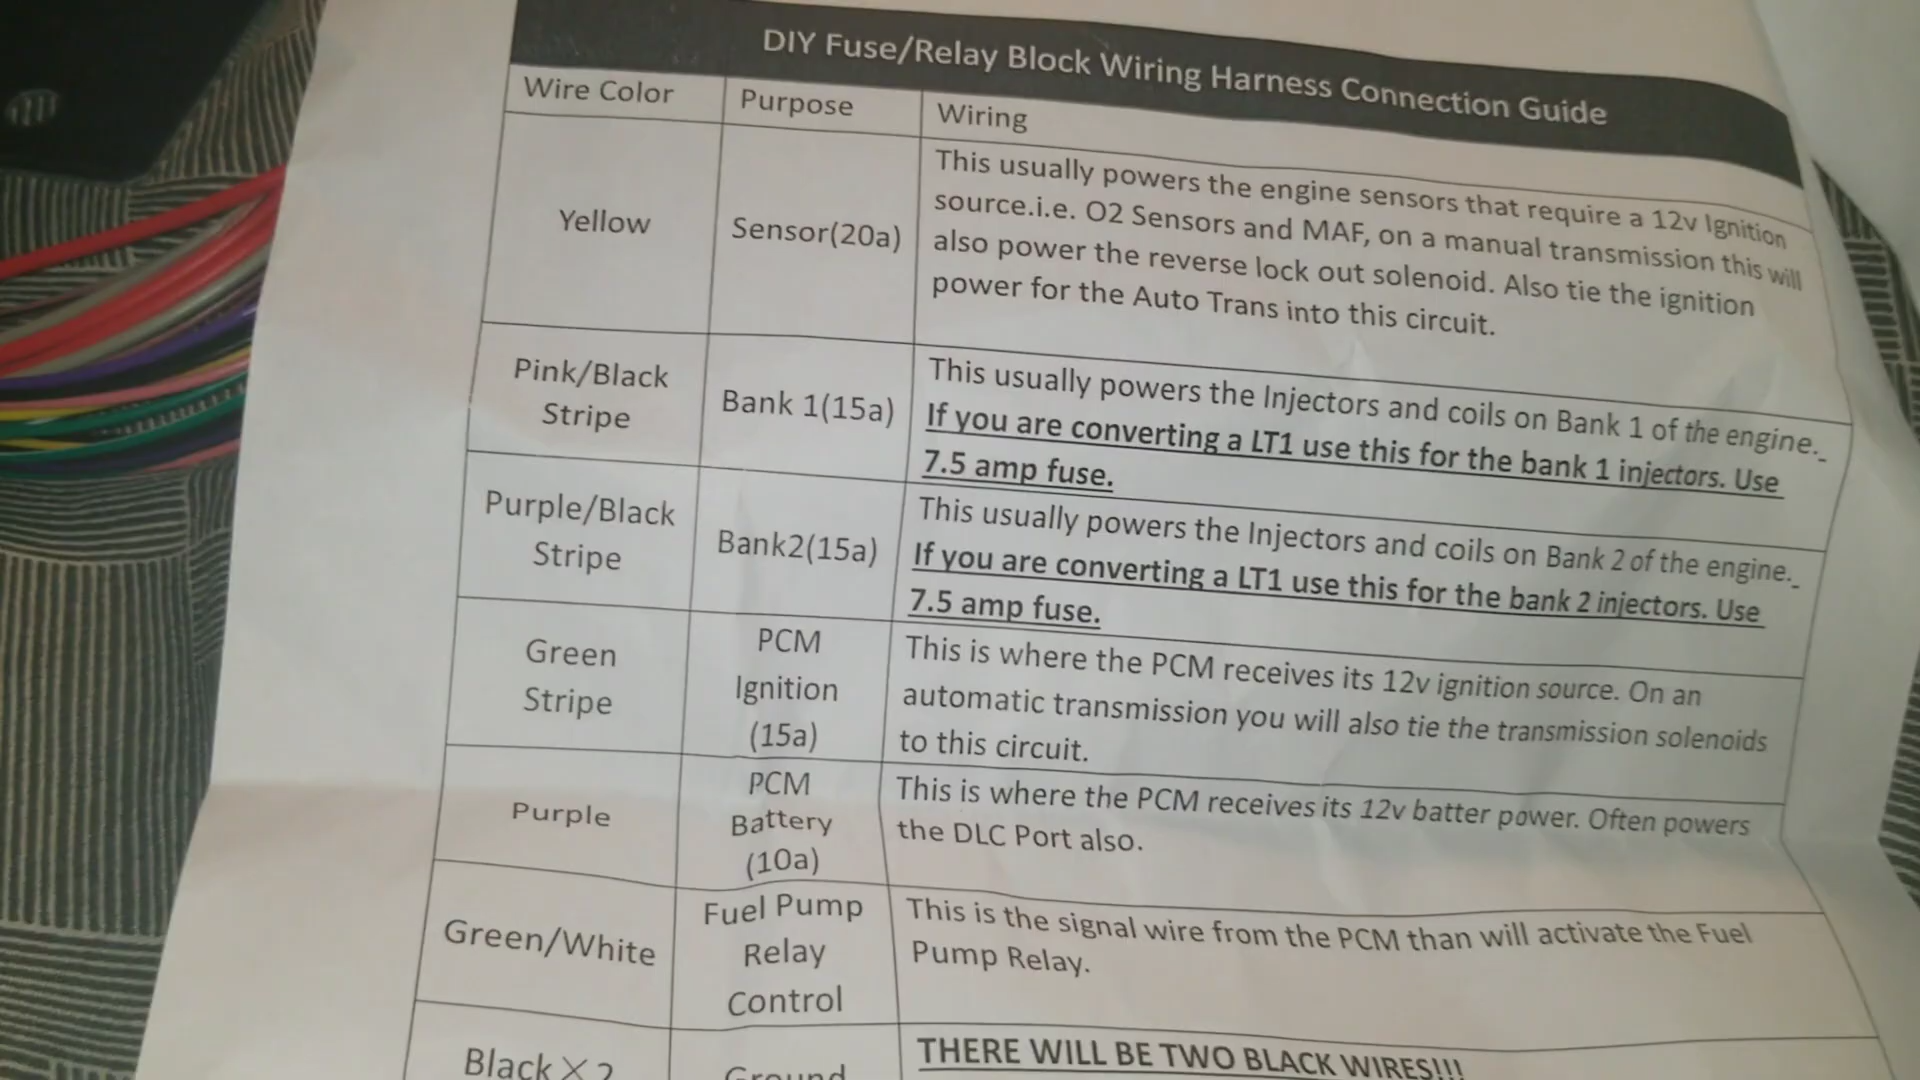 DIY Fuse/Relay Block Wiring Harness Connection Guide
Wire Color
Purpose
Wiring
Yellow
Sensor(20a)
This usually powers the engine sensors that require a 12v Ignition
source.i.e. O2 Sensors and MAF, on a manual transmission this will
also power the reverse lock out solenoid. Also tie the ignition
power for the Auto Trans into this circuit.
Pink/Black
Stripe
Bank 1(15a)
This usually powers the Injectors and coils on Bank 1 of the engine.
If you are converting a LT1 use this for the bank 1 injectors. Use
7.5 amp fuse.
Purple/Black
Stripe
Bank2(15a)
This usually powers the Injectors and coils on Bank 2 of the engine.
If you are converting a LT1 use this for the bank 2 injectors. Use
7.5 amp fuse.
Green
Stripe
PCM
Ignition
(15a)
This is where the PCM receives its 12v ignition source. On an
automatic transmission you will also tie the transmission solenoids
to this circuit.
Purple
PCM
Battery
(10a)
This is where the PCM receives its 12v batter power. Often powers
the DLC Port also.
Green/White
Fuel Pump
Relay
Control
This is the signal wire from the PCM than will activate the Fuel
Pump Relay.
Black X 2
Ground
THERE WILL BE TWO BLACK WIRES!!!